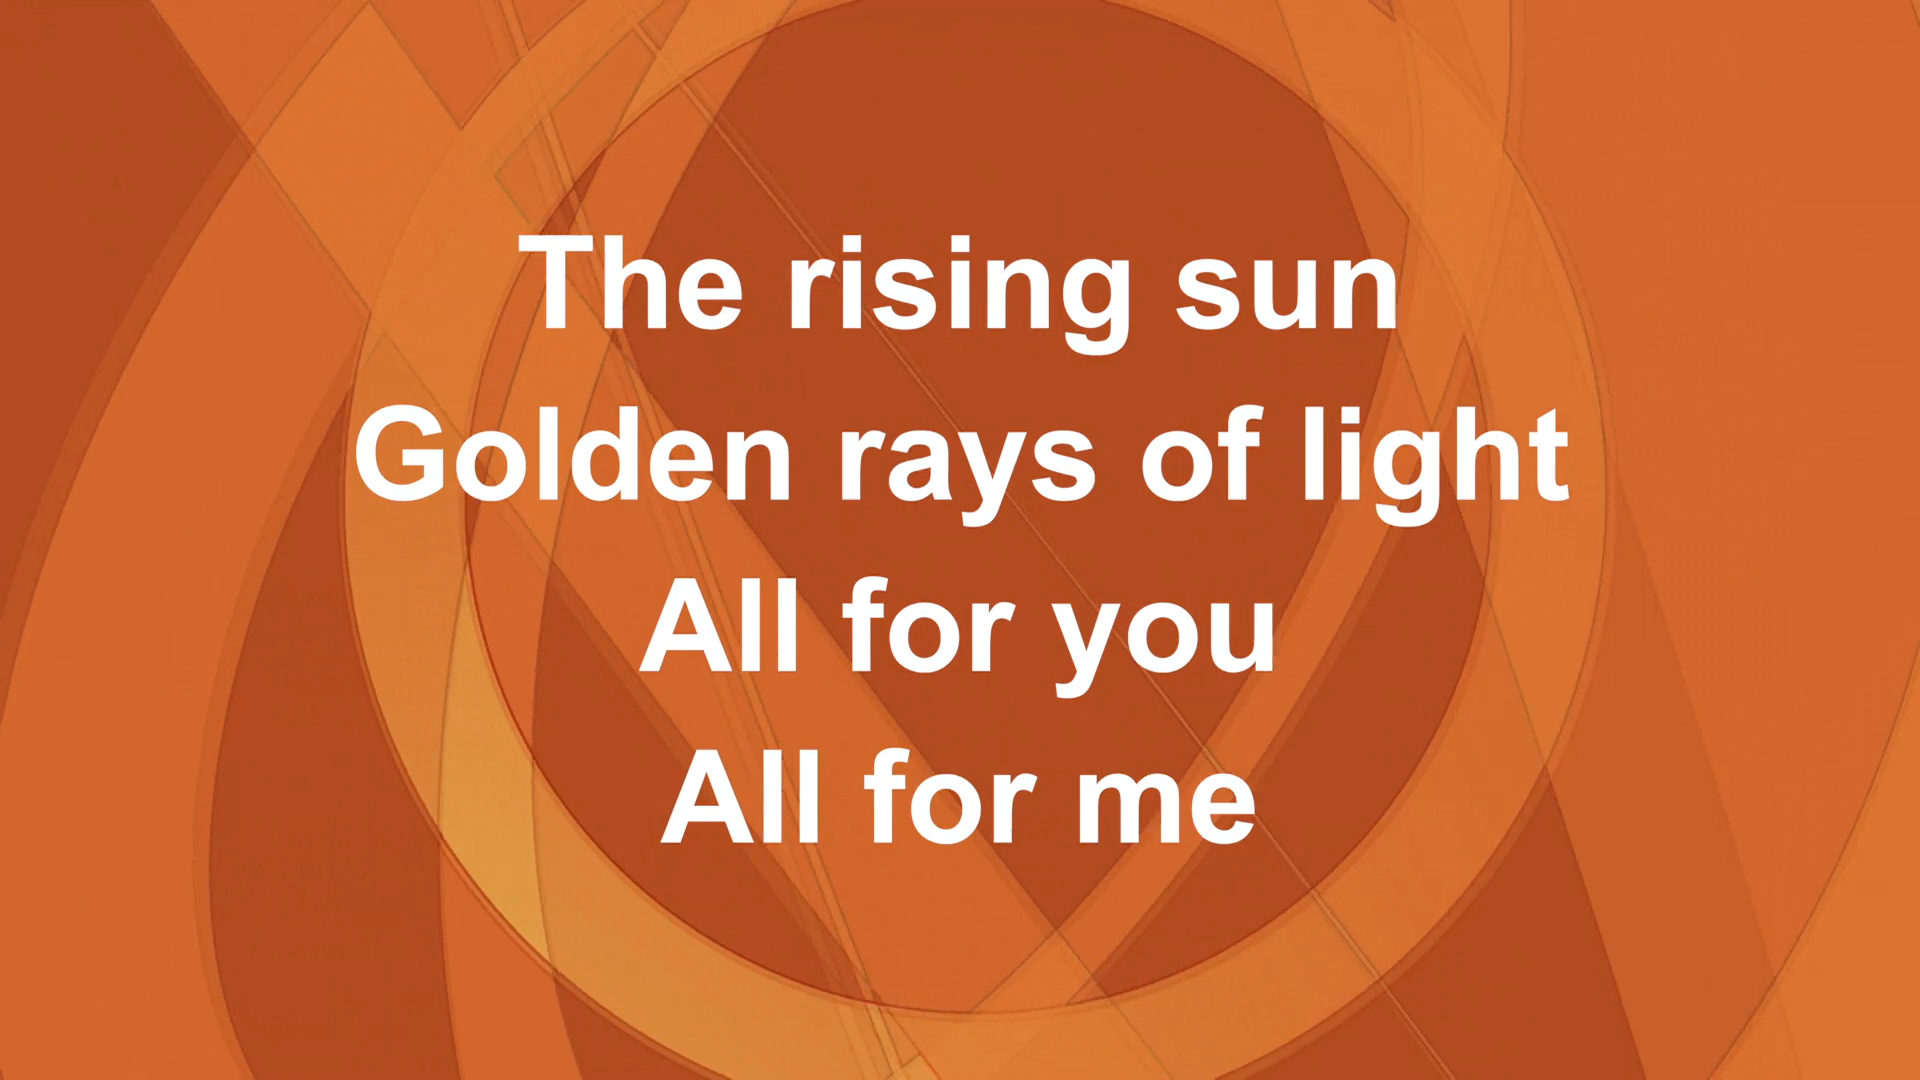 The rising sun
Golden rays of light
All for you
All for me